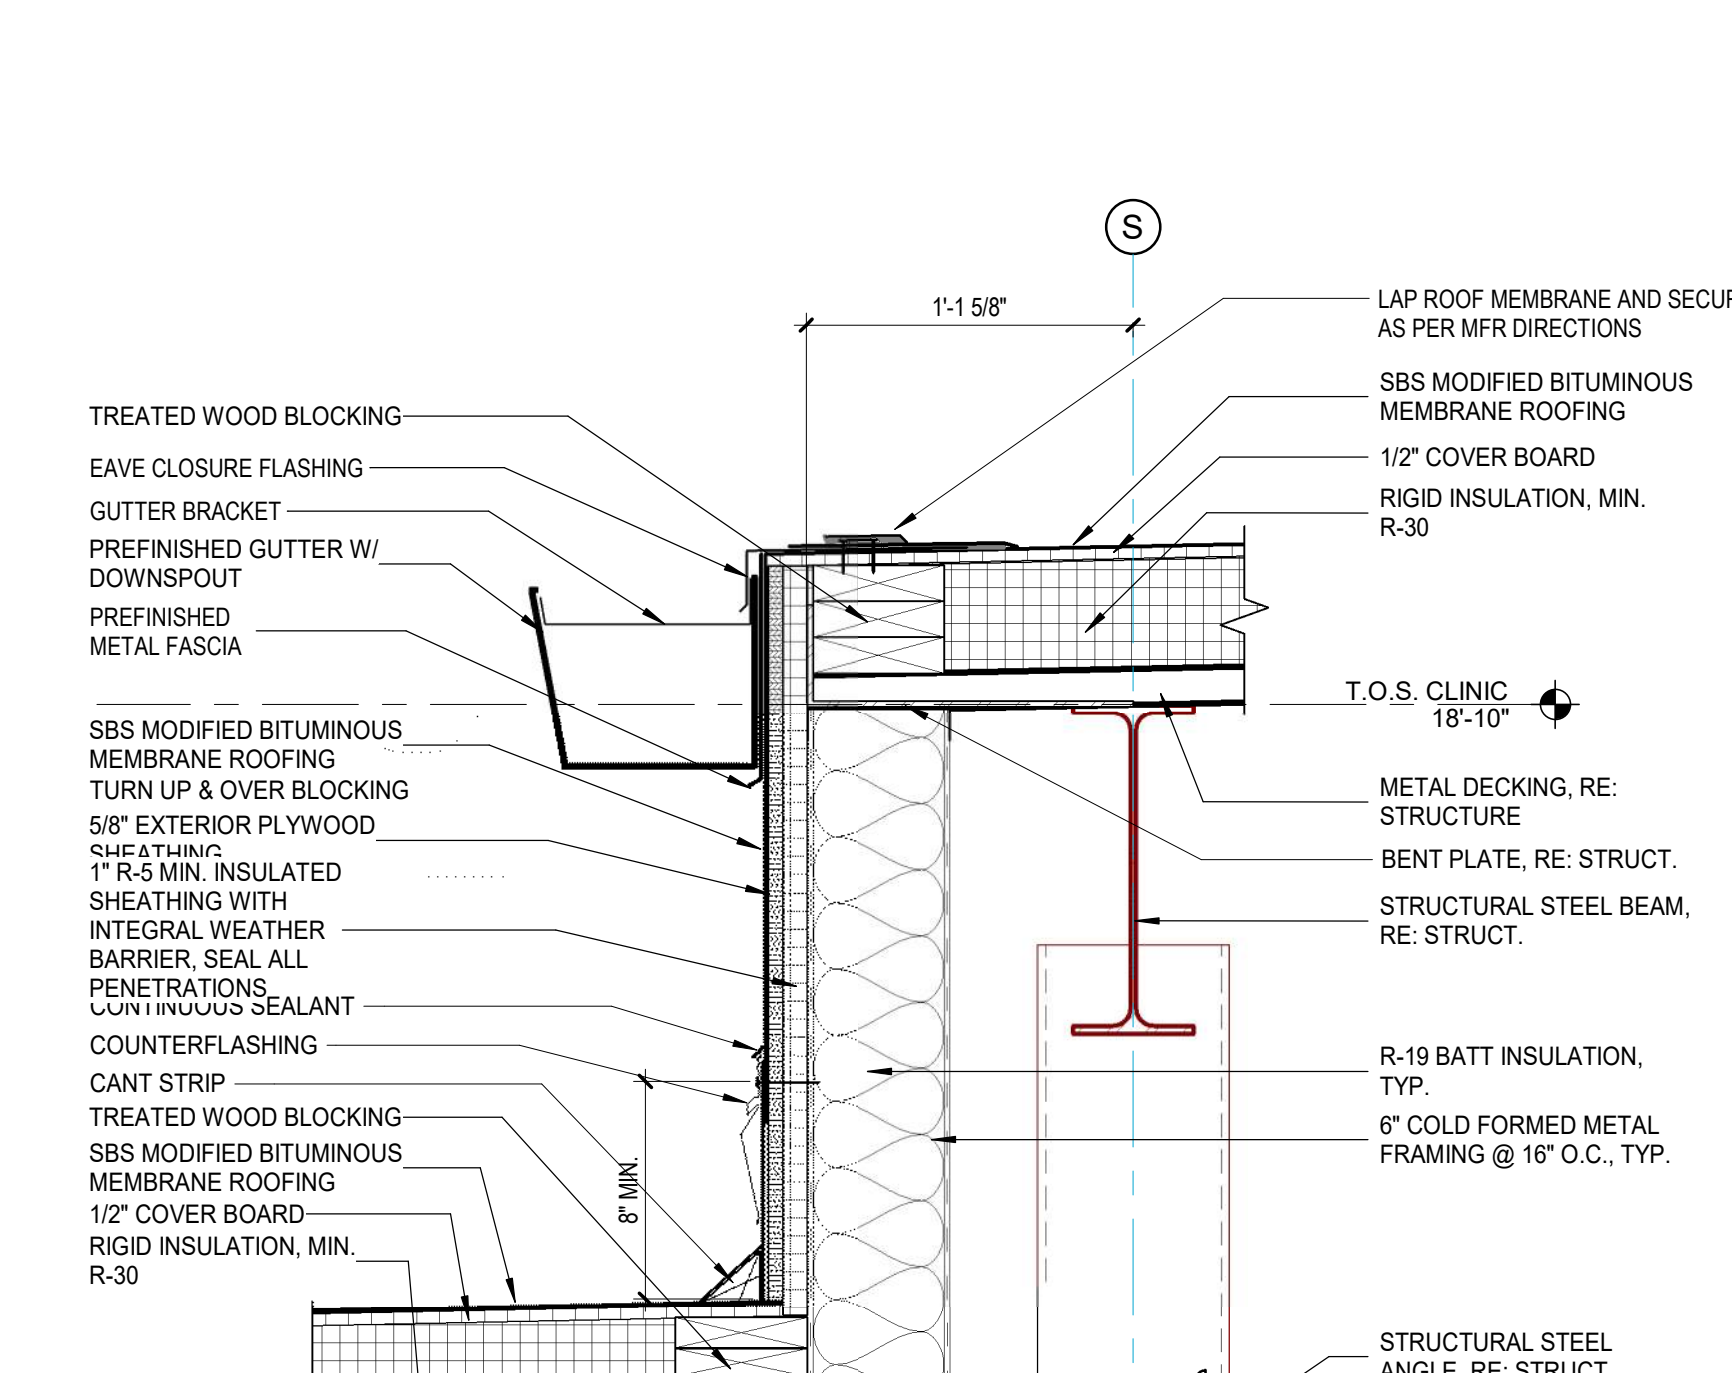 S
1'-1 5/8"
LAP ROOF MEMBRANE AND
AS PER MFR DIRECTIONS
SBS MODIFIED BITUMINOUS
MEMBRANE ROOFING
1/2" COVER BOARD
RIGID INSULATION, MIN.
R-30
TREATED WOOD BLOCKING
EAVE CLOSURE FLASHING
GUTTER BRACKET
PREFINISHED GUTTER W/
DOWNSPOUT
PREFINISHED
METAL FASCIA
T.O.S. CLINIC
18'-10"
SBS MODIFIED BITUMINOUS
MEMBRANE ROOFING
TURN UP & OVER BLOCKING
5/8" EXTERIOR PLYWOOD
SHEATHING
1" R-5 MIN. INSULATED
SHEATHING WITH
INTEGRAL WEATHER
BARRIER, SEAL ALL
PENETRATIONS
CONTINUOUS SEALANT
COUNTERFLASHING
CANT STRIP
TREATED WOOD BLOCKING
SBS MODIFIED BITUMINOUS
MEMBRANE ROOFING
1/2" COVER BOARD
RIGID INSULATION, MIN.
R-30
8" MIN.
METAL DECKING, RE:
STRUCTURE
BENT PLATE, RE: STRUCT.
STRUCTURAL STEEL BEAM,
RE: STRUCT.
R-19 BATT INSULATION,
TYP.
6" COLD FORMED METAL
FRAMING @ 16" O.C., TYP.
STRUCTURAL STEEL
ANGLE, RE: STRUCT